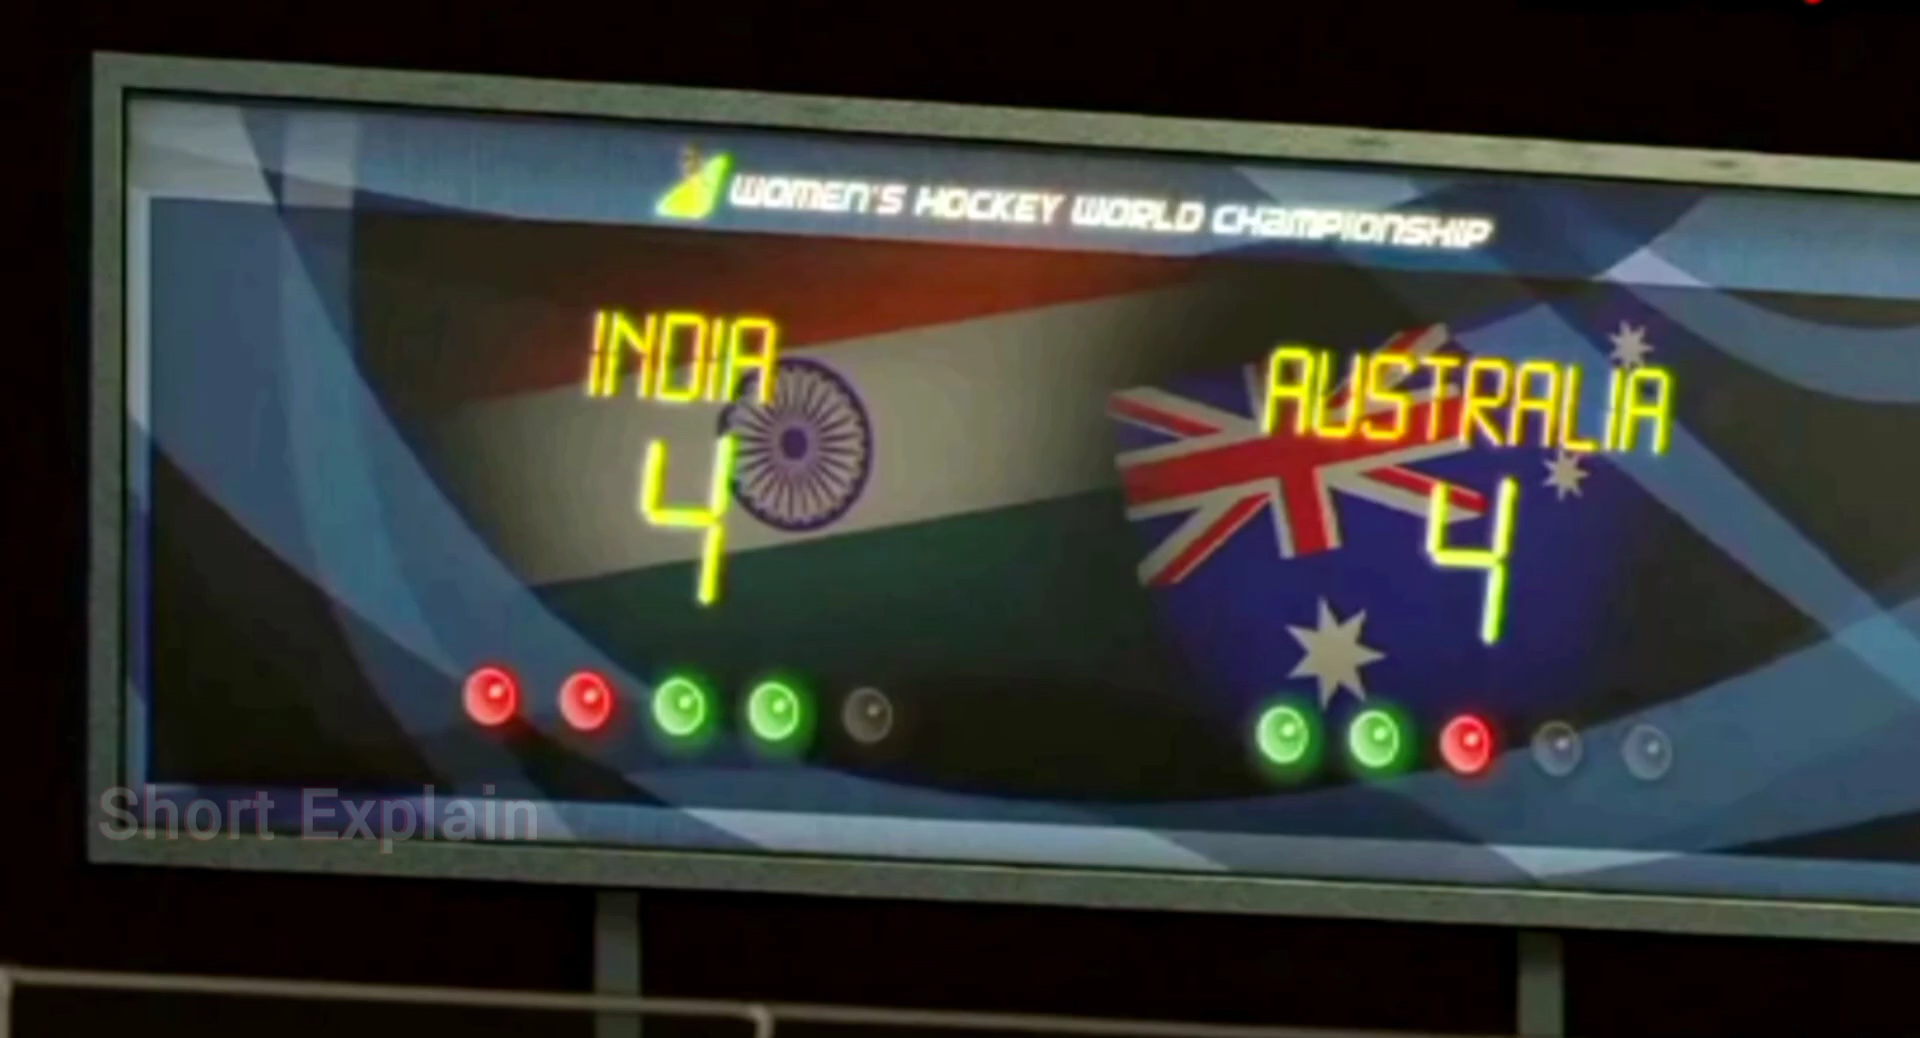 WOMEN'S HOCKEY WORLD CHAMPIONSHIP
INDIA
AUSTRALIA
4
4
Short Explain